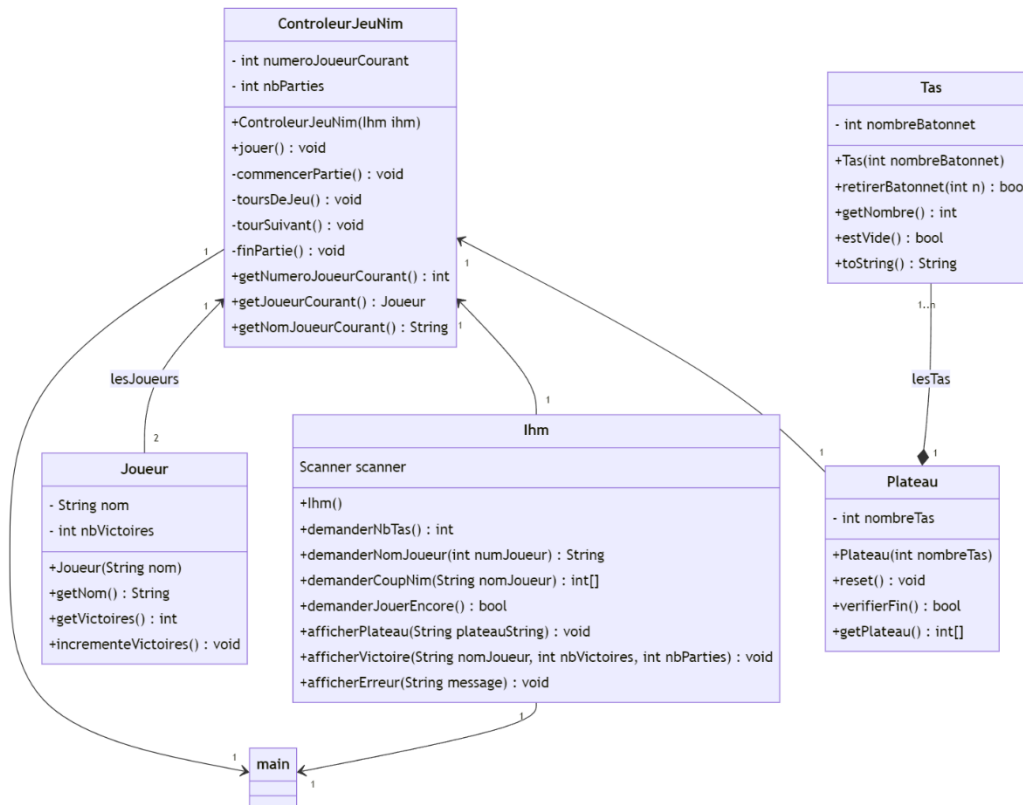 ControleurJeuNim
- int numeroJoueurCourant
- int nbParties
+ControleurJeuNim(Ihm ihm)
+jouer() : void
-commencerPartie() : void
-toursDeJeu() : void
-tourSuivant() : void
-finPartie() : void
+getNumeroJoueurCourant() : int
+getJoueurCourant() : Joueur
+getNomJoueurCourant() : String
Tas
- int nombreBatonnet
+Tas(int nombreBatonnet)
+retirerBatonnet(int n) : boo
+getNombre() : int
+estVide() : bool
+toString() : String
1
1
1
1
1..n
lesJoueurs
lesTas
2
1
1
1
Joueur
- String nom
- int nbVictoires
+Joueur(String nom)
+getNom() : String
+getVictoires() : int
+incrementeVictoires() : void
Ihm
Scanner scanner
+Ihm()
+demanderNbTas() : int
+demanderNomJoueur(int numJoueur) : String
+demanderCoupNim(String nomJoueur) : int[]
+demanderJouerEncore() : bool
+afficherPlateau(String plateauString) : void
+afficherVictoire(String nomJoueur, int nbVictoires, int nbParties) : void
+afficherErreur(String message) : void
Plateau
- int nombreTas
+Plateau(int nombreTas)
+reset() : void
+verifierFin() : bool
+getPlateau() : int[]
1
1
1
main